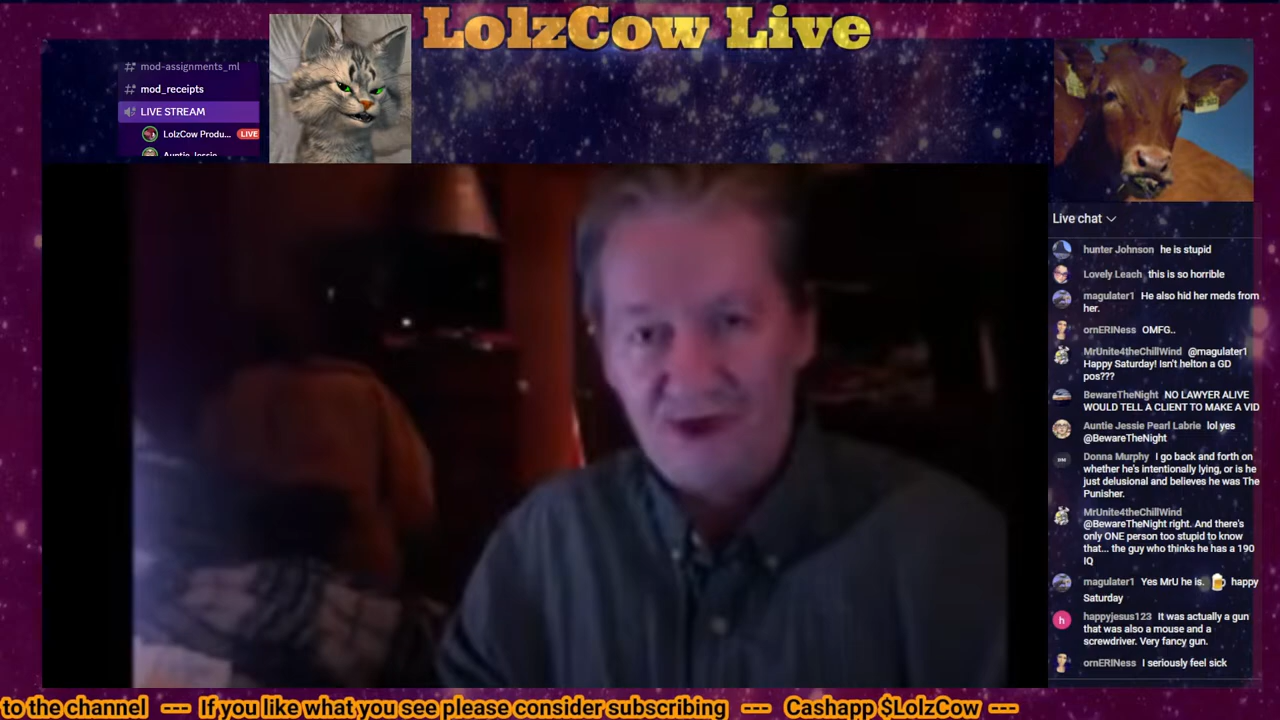 LolzCow Live
mod-assignments_ml
mod_receipts
LIVE STREAM
LolzCow Produ... LIVE
Auntie Jessie
Live chat
hunter Johnson he is stupid
Lovely Leach this is so horrible
magulater1 He also hid her meds from
her.
ornERINess OMFG..
MrUnite4theChillWind @magulater1
Happy Saturday! Isn't helton a GD
pos???
BewareTheNight NO LAWYER ALIVE
WOULD TELL A CLIENT TO MAKE A VID
Auntie Jessie Pearl Labrie lol yes
@BewareTheNight
Donna Murphy I go back and forth on
whether he's intentionally lying, or is he
just delusional and believes he was The
Punisher.
MrUnite4theChillWind
@BewareTheNight right. And there's
only ONE person too stupid to know
that... the guy who thinks he has a 190
IQ
magulater1 Yes MrU he is. 🍺 happy
Saturday
h happyjesus123 It was actually a gun
that was also a mouse and a
screwdriver. Very fancy gun.
ornERINess I seriously feel sick
to the channel --- If you like what you see please consider subscribing --- Cashapp $LolzCow ---